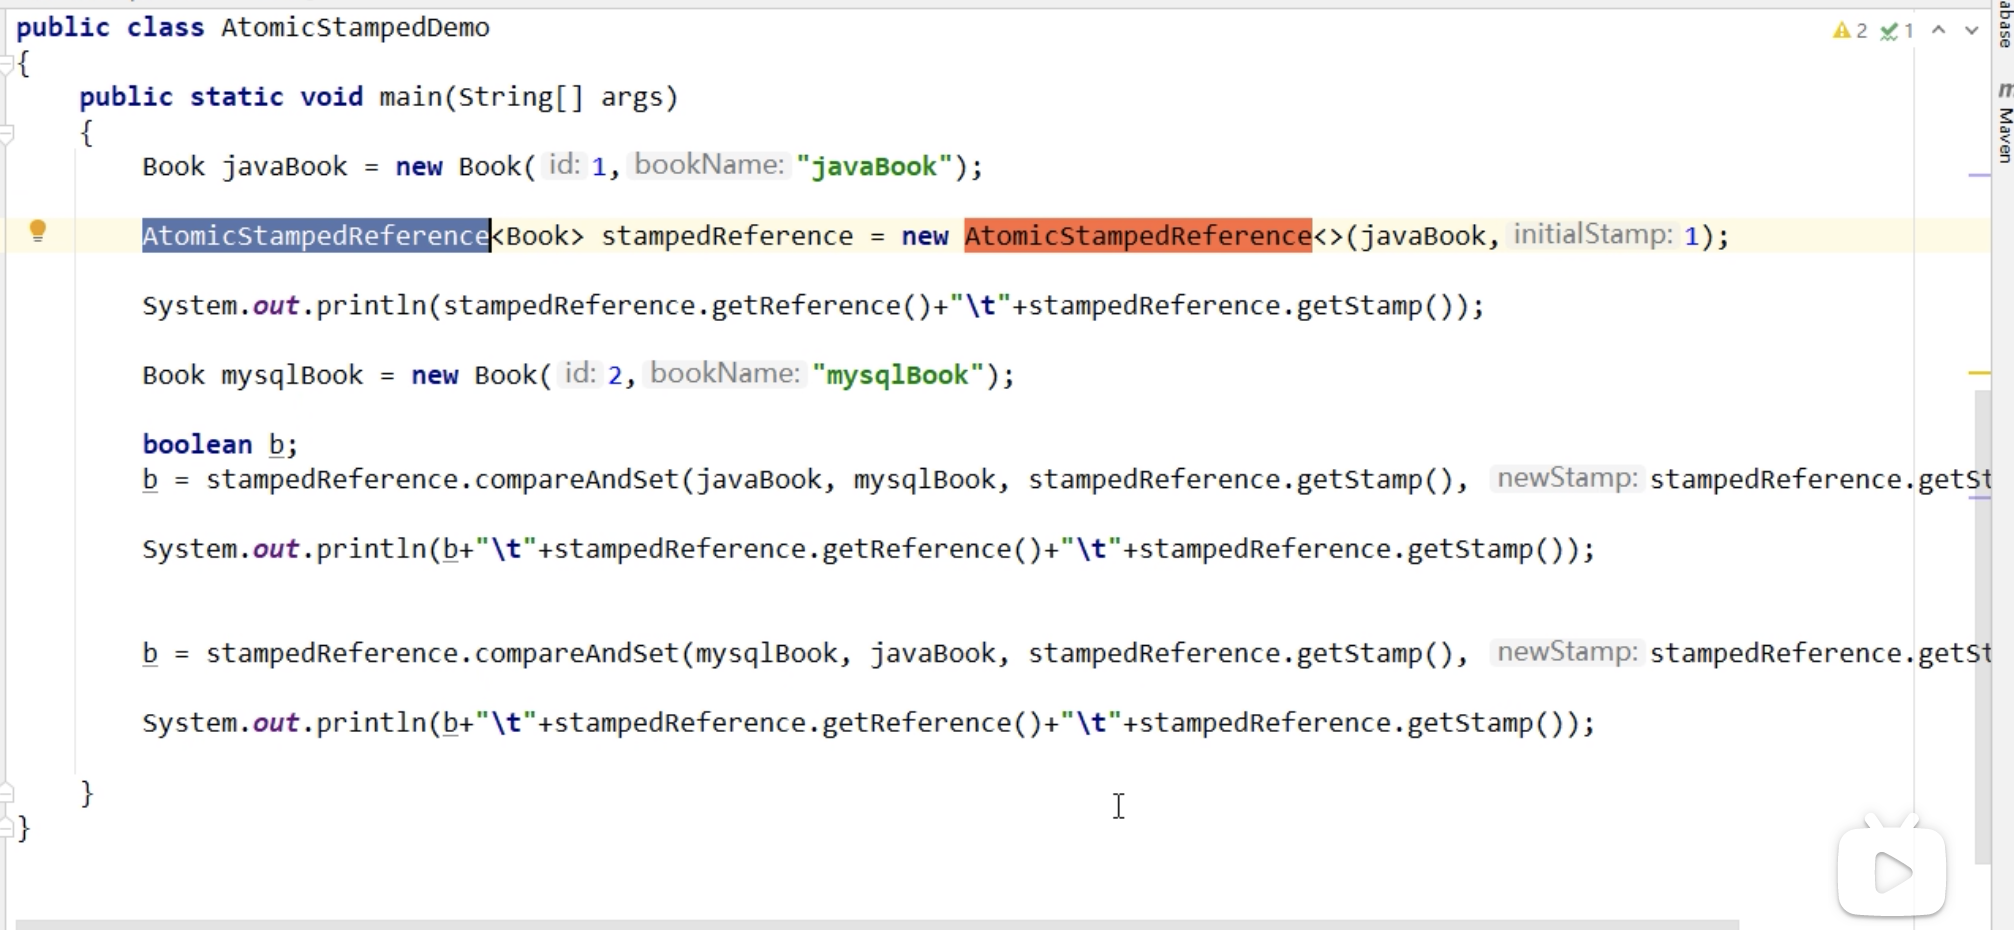 public class AtomicStampedDemo
{
public static void main(String[] args)
{
Book javaBook = new Book( id: 1, bookName: "javaBook");
AtomicStampedReference<Book> stampedReference = new AtomicStampedReference<>(javaBook, initialStamp: 1);
System.out.println(stampedReference.getReference()+"\t"+stampedReference.getStamp());
Book mysqlBook = new Book( id: 2, bookName: "mysqlBook");
boolean b;
b = stampedReference.compareAndSet(javaBook, mysqlBook, stampedReference.getStamp(), newStamp: stampedReference.getSt
System.out.println(b+"\t"+stampedReference.getReference()+"\t"+stampedReference.getStamp());
b = stampedReference.compareAndSet(mysqlBook, javaBook, stampedReference.getStamp(), newStamp: stampedReference.getSt
System.out.println(b+"\t"+stampedReference.getReference()+"\t"+stampedReference.getStamp());
}
}
2 1
abase
m Maven